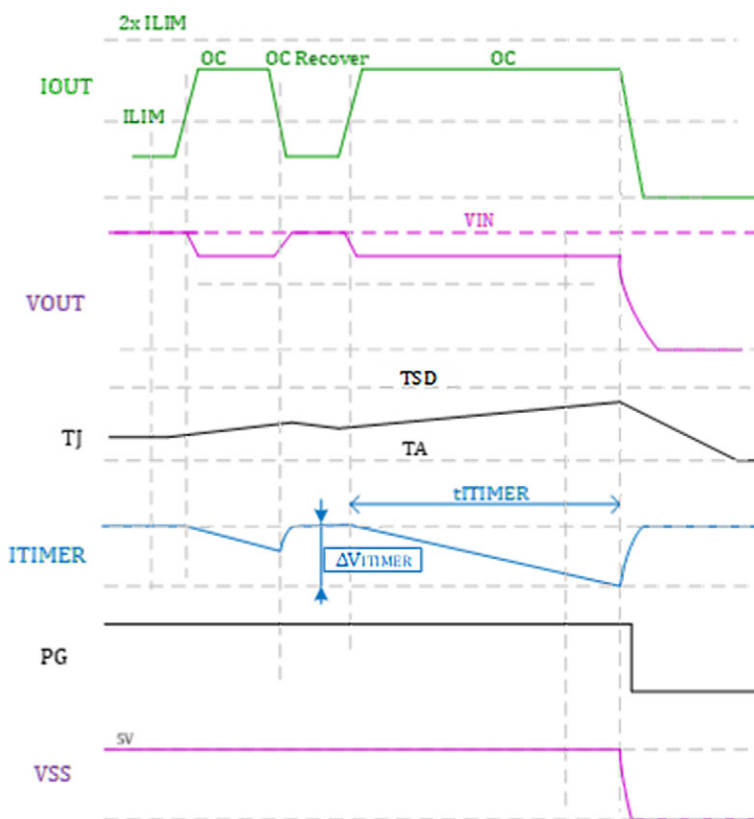 2x ILIM
OC OC Recover OC
IOUT
ILIM
VIN
VOUT
TSD
TJ
TA
tITIMER
ITIMER
ΔVITIMER
PG
5V
VSS